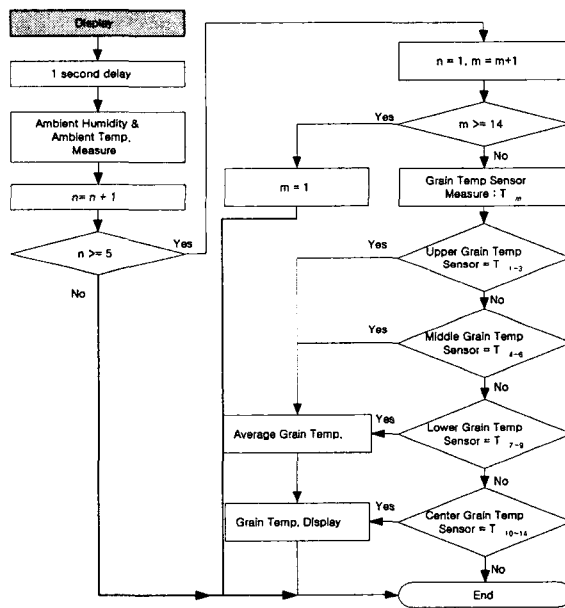 Display
1 second delay
Ambient Humidity &
Ambient Temp.
Measure
n= n + 1
n >= 5
Yes
No
n = 1, m = m+1
m >= 14
Yes
No
m = 1
Grain Temp Sensor
Measure : T m
Upper Grain Temp
Sensor = T 1~3
Yes
No
Middle Grain Temp
Sensor = T 4~6
Yes
No
Lower Grain Temp
Sensor = T 7~9
Yes
No
Average Grain Temp.
Center Grain Temp
Sensor = T 10~14
Yes
No
Grain Temp. Display
End